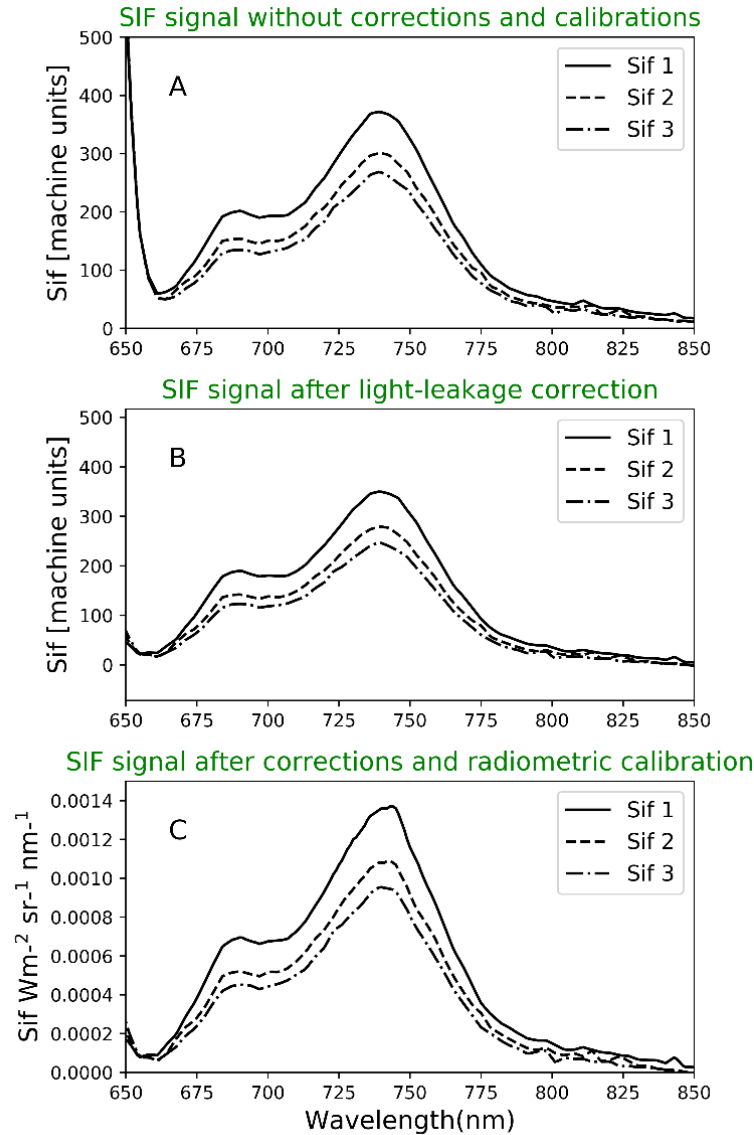 SIF signal without corrections and calibrations
Sif [machine units]
500
400
300
200
100
0
A
Sif 1
Sif 2
Sif 3
650 675 700 725 750 775 800 825 850
SIF signal after light-leakage correction
Sif [machine units]
500
400
300
200
100
0
B
Sif 1
Sif 2
Sif 3
650 675 700 725 750 775 800 825 850
SIF signal after corrections and radiometric calibration
Sif Wm-² sr-¹ nm-¹
0.0014
0.0012
0.0010
0.0008
0.0006
0.0004
0.0002
0.0000
C
Sif 1
Sif 2
Sif 3
650 675 700 725 750 775 800 825 850
Wavelength(nm)